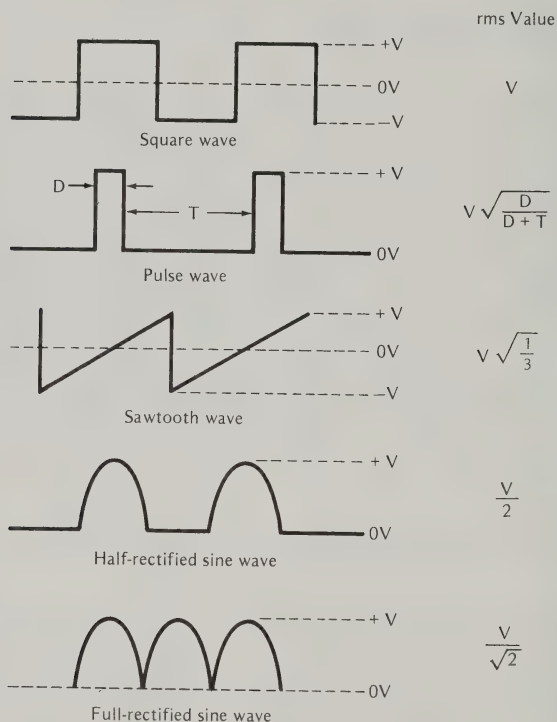 rms Value
+V
0V
V
−V
Square wave
D
+ V
T
V √ D / D + T
0V
Pulse wave
+ V
0V
V √ 1 / 3
−V
Sawtooth wave
+ V
V / 2
0V
Half-rectified sine wave
+ V
V / √2
0V
Full-rectified sine wave